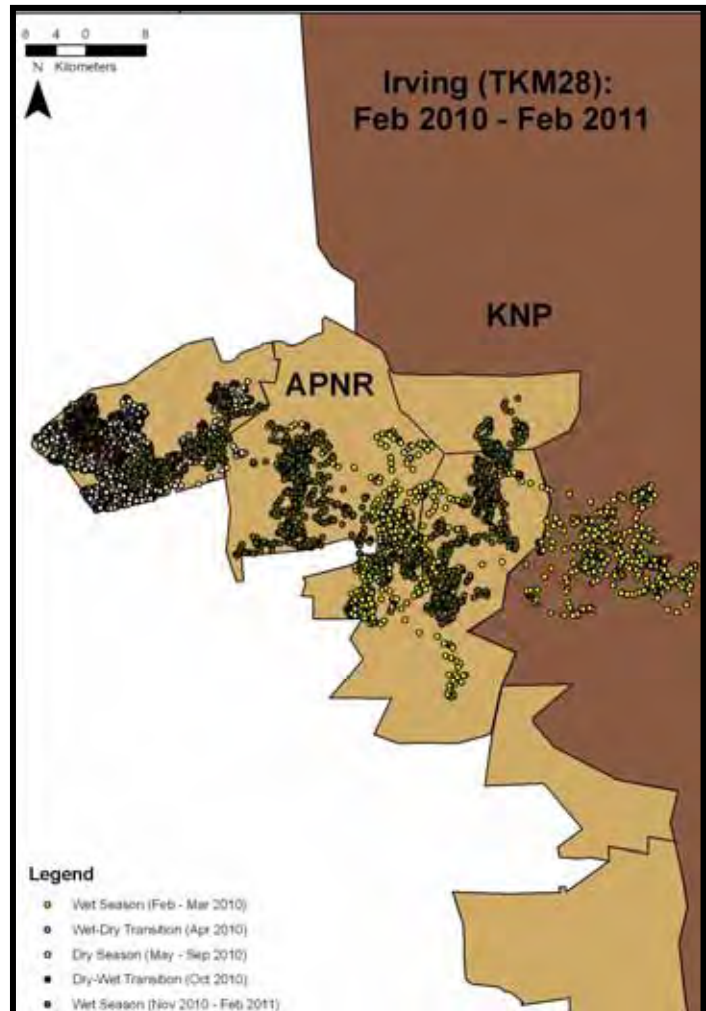 8 4 0 8
N Kilometers
Irving (TKM28):
Feb 2010 - Feb 2011
KNP
APNR
Legend
Wet Season (Feb - Mar 2010)
Wet-Dry Transition (Apr 2010)
Dry Season (May - Sep 2010)
Dry-Wet Transition (Oct 2010)
Wet Season (Nov 2010 - Feb 2011)